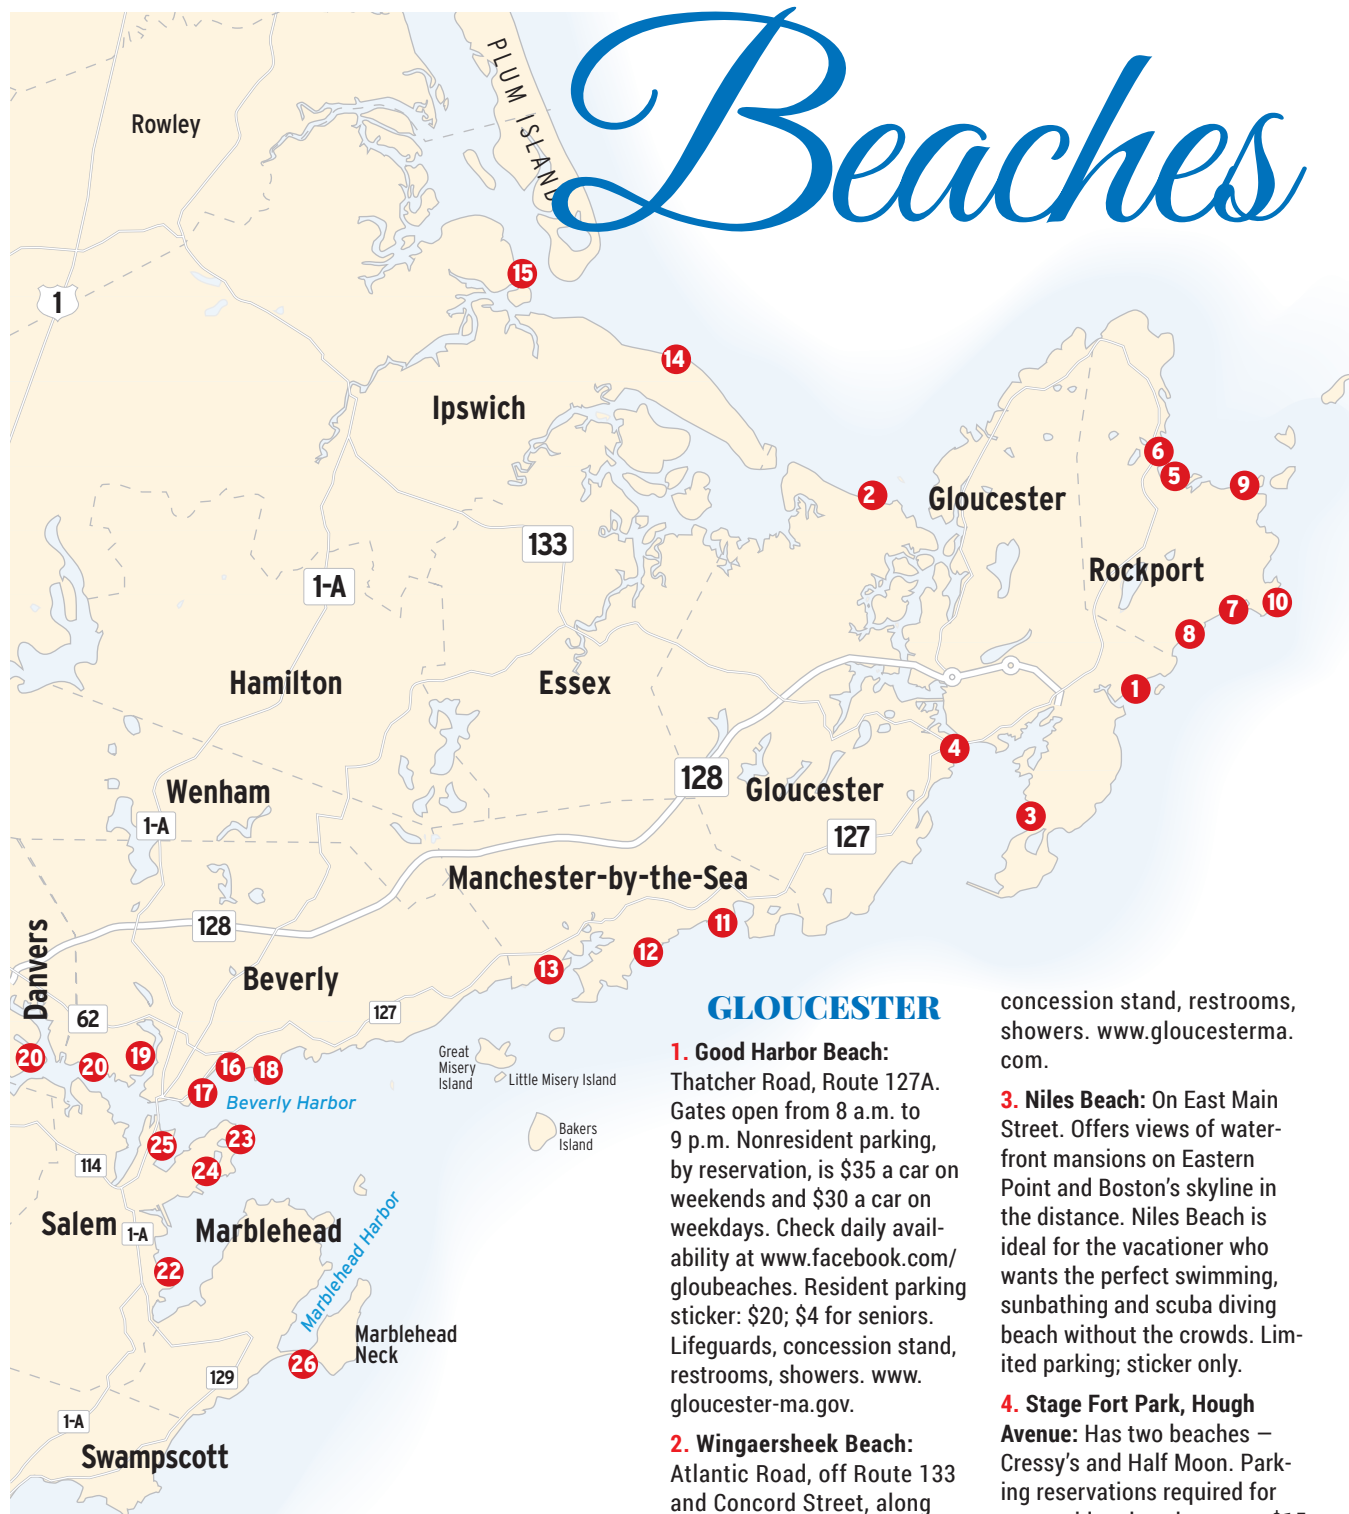 Beaches
PLUM ISLAND
Rowley
15
1
14
Ipswich
6
5
9
2
Gloucester
133
Rockport
1-A
10
7
8
Hamilton
Essex
1
4
128
Gloucester
Wenham
3
1-A
127
Manchester-by-the-Sea
11
128
12
Danvers
Beverly
13
127
62
20
20
19
16
18
17
Beverly Harbor
Great
Misery
Island
Little Misery Island
Bakers
Island
23
25
24
114
Salem
1-A
Marblehead
Marblehead Harbor
22
Marblehead
Neck
26
129
1-A
Swampscott
GLOUCESTER
1. Good Harbor Beach:
Thatcher Road, Route 127A.
Gates open from 8 a.m. to
9 p.m. Nonresident parking,
by reservation, is $35 a car on
weekends and $30 a car on
weekdays. Check daily avail-
ability at www.facebook.com/
gloubeaches. Resident parking
sticker: $20; $4 for seniors.
Lifeguards, concession stand,
restrooms, showers. www.
gloucester-ma.gov.
2. Wingaersheek Beach:
Atlantic Road, off Route 133
and Concord Street, along
concession stand, restrooms,
showers. www.gloucesterma.
com.
3. Niles Beach: On East Main
Street. Offers views of water-
front mansions on Eastern
Point and Boston's skyline in
the distance. Niles Beach is
ideal for the vacationer who
wants the perfect swimming,
sunbathing and scuba diving
beach without the crowds. Lim-
ited parking; sticker only.
4. Stage Fort Park, Hough
Avenue: Has two beaches —
Cressy's and Half Moon. Park-
ing reservations required for